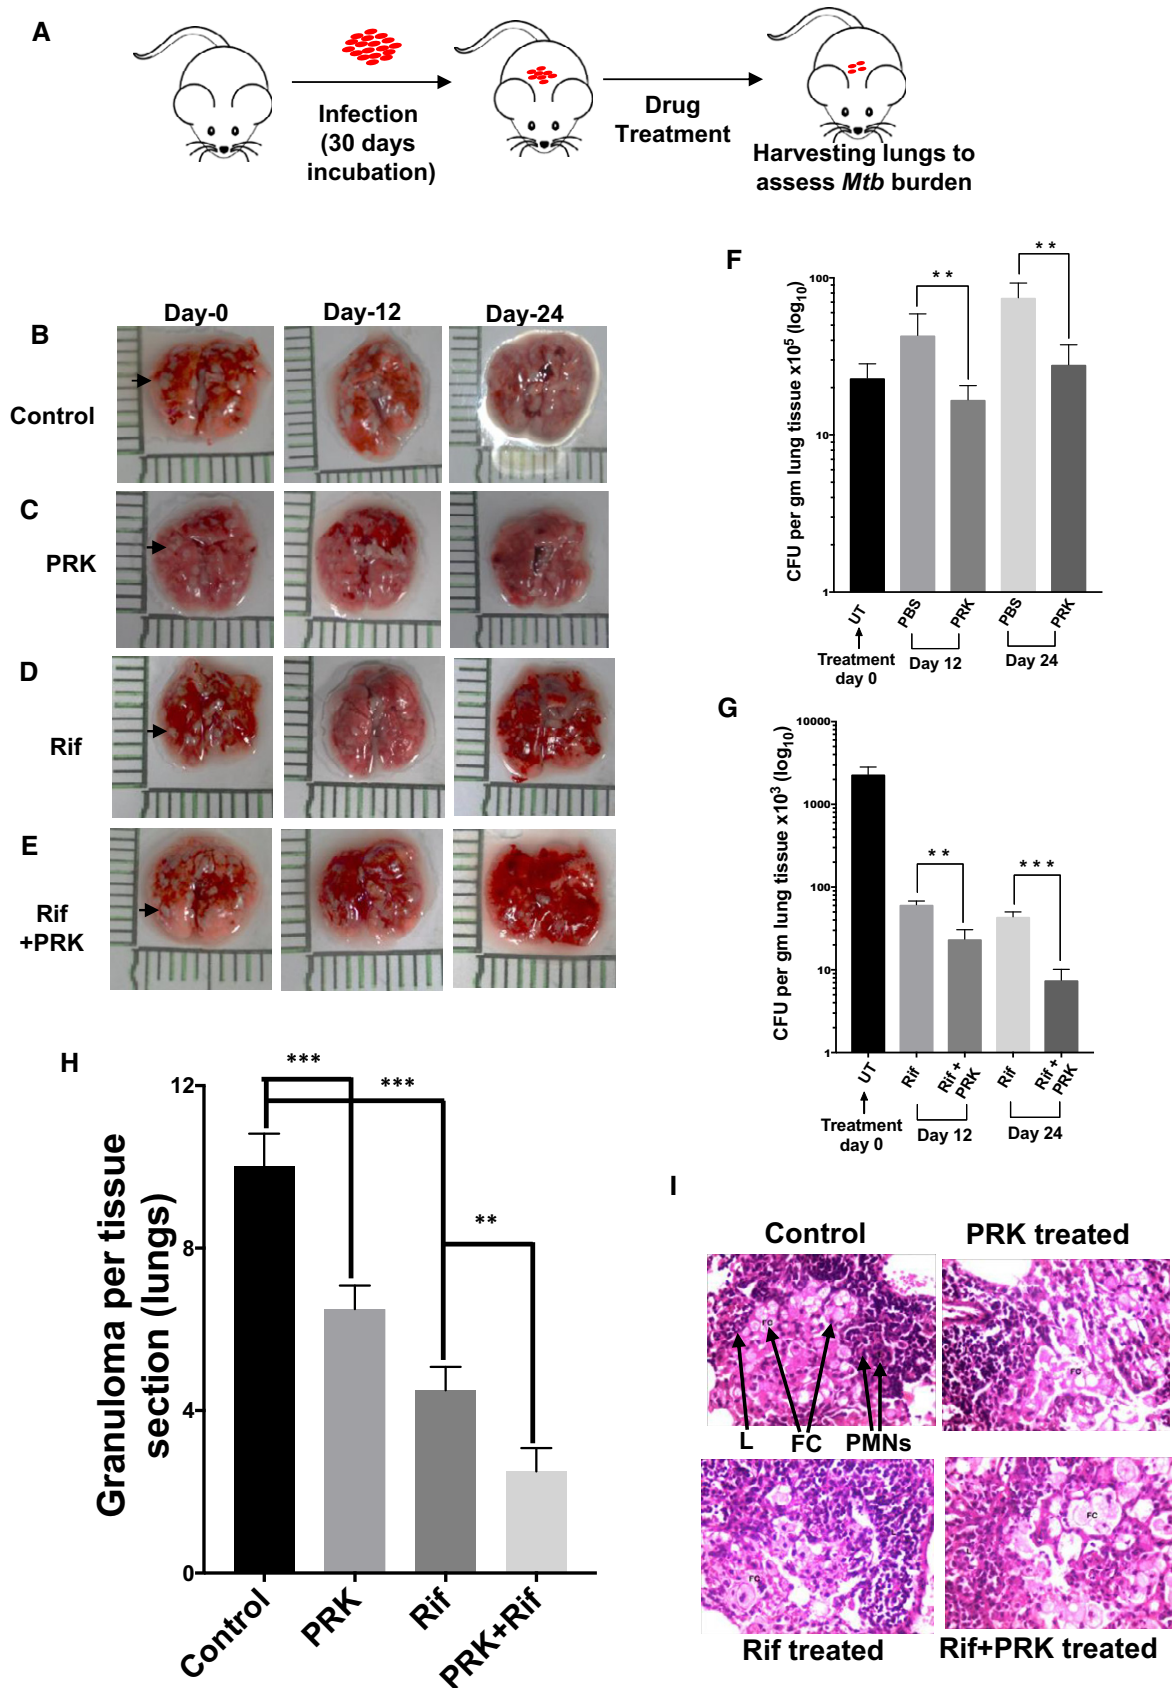 A
Infection
(30 days
incubation)
Drug
Treatment
Harvesting lungs to
assess Mtb burden
Day-0
Day-12
Day-24
B
Control
C
PRK
D
Rif
E
Rif
+PRK
F
CFU per gm lung tissue x10⁵ (log₁₀)
100
10
1
**
**
UT
PBS
PRK
PBS
PRK
Treatment
day 0
Day 12
Day 24
G
CFU per gm lung tissue x10³ (log₁₀)
10000
1000
100
10
1
**
***
UT
Rif
Rif +
PRK
Rif
Rif +
PRK
Treatment
day 0
Day 12
Day 24
H
Granuloma per tissue
section (lungs)
12
8
4
0
***
***
**
Control
PRK
Rif
PRK+Rif
I
Control
PRK treated
FC
FC
L
FC
PMNs
FC
FC
L
Rif treated
Rif+PRK treated